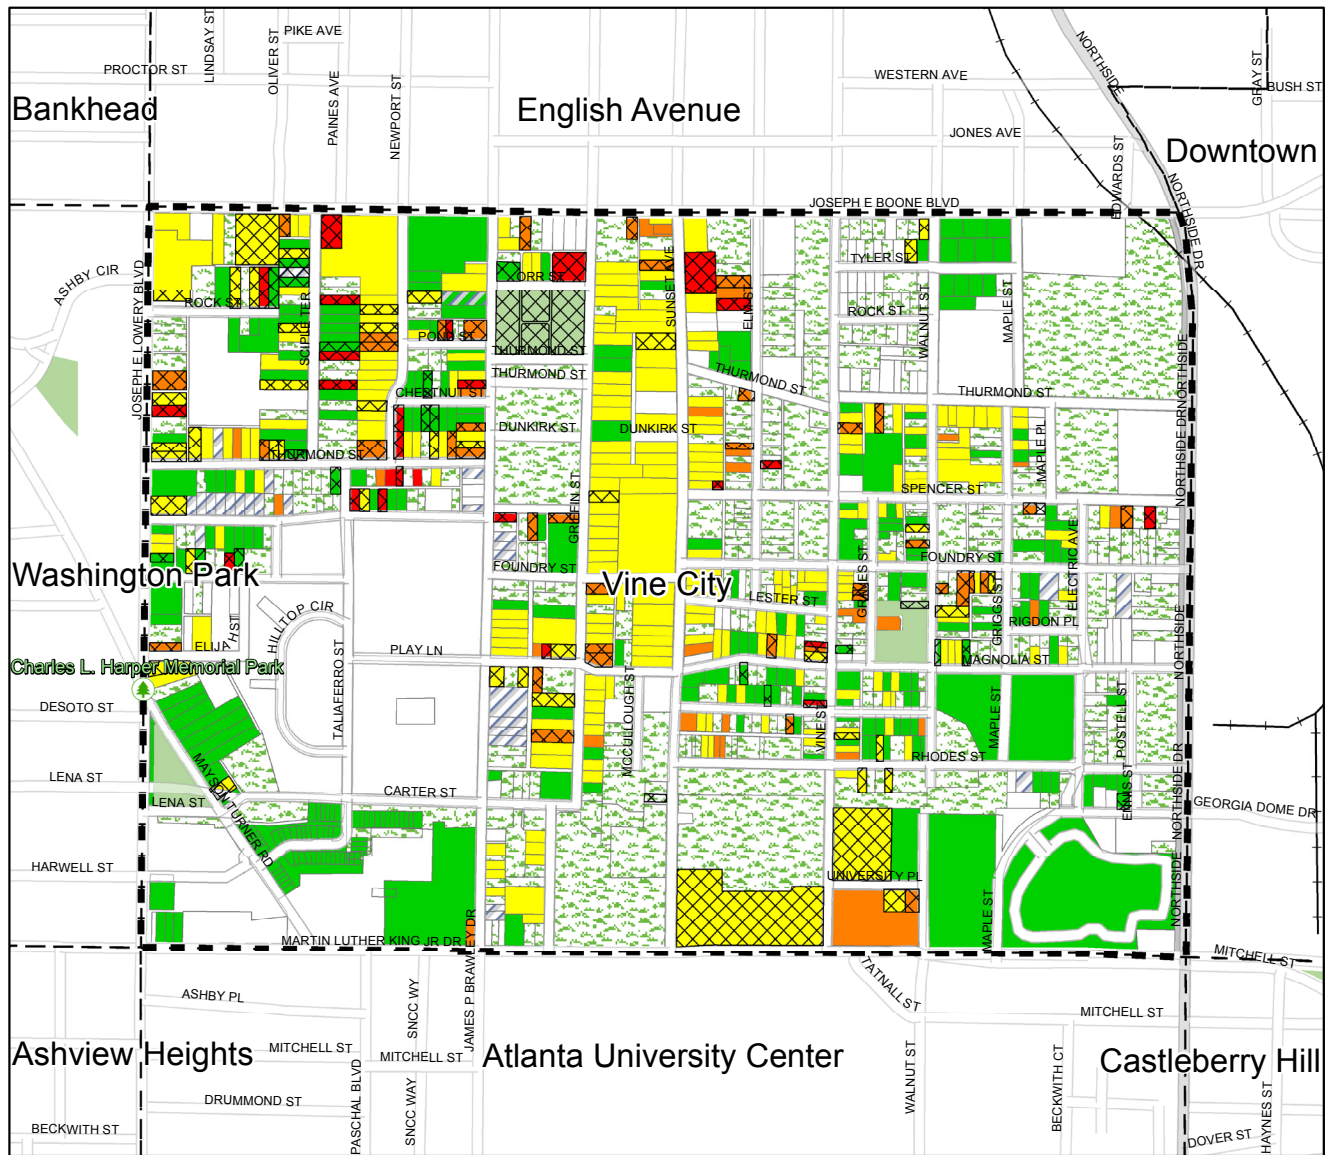 LINDSAY ST
OLIVER ST
PIKE AVE
PROCTOR ST
PAINES AVE
NEWPORT ST
WESTERN AVE
NORTHSIDE
GRAY ST
BUSH ST
Bankhead
English Avenue
JONES AVE
EDWARDS ST
Downtown
JOSEPH E BOONE BLVD
NORTHSIDE DR
ASHBY CIR
JOSEPH E LOWERY BLVD
ROCK ST
SCIPLE TER
ORR ST
SUNSET AVE
ELM ST
TYLER ST
ROCK ST
WALNUT ST
MAPLE ST
POND ST
THURMOND ST
THURMOND ST
THURMOND ST
THURMOND ST
CHESTNUT ST
DUNKIRK ST
DUNKIRK ST
MAPLE PL
NORTHSIDE DR
NORTHSIDE
THURMOND ST
SPENCER ST
GRIFFIN ST
FOUNDRY ST
FOUNDRY ST
ELECTRIC AVE
Washington Park
Vine City
LESTER ST
GRAVES ST
GRIGGS ST
RIGDON PL
NORTHSIDE
HILLTOP CIR
ELIJAH ST
PLAY LN
MAGNOLIA ST
Charles L. Harper Memorial Park
TALIAFERRO ST
MCCULLOUGH ST
VINE ST
MAPLE ST
POSTELL ST
DESOTO ST
RHODES ST
LENA ST
MAYSON TURNER RD
CARTER ST
LENA ST
ENNIS ST
NORTHSIDE DR
GEORGIA DOME DR
HARWELL ST
UNIVERSITY PL
NORTHSIDE
MARTIN LUTHER KING JR DR
JAMES P BRAWLEY DR
MAPLE ST
MITCHELL ST
TATNALL ST
ASHBY PL
SNCC WY
MITCHELL ST
Ashview Heights
MITCHELL ST
MITCHELL ST
Atlanta University Center
Castleberry Hill
PASCHAL BLVD
SNCC WAY
WALNUT ST
BECKWITH CT
HAYNES ST
DRUMMOND ST
BECKWITH ST
DOVER ST